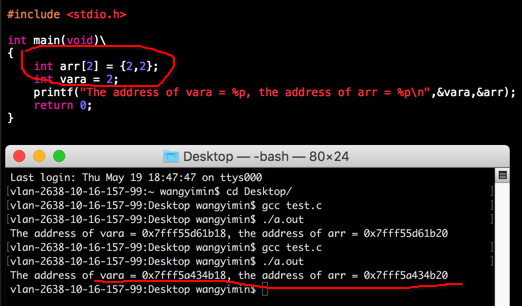 #include <stdio.h>
int main(void)\
{
int arr[2] = {2,2};
int vara = 2;
printf("The address of vara = %p, the address of arr = %p\n",&vara,&arr);
return 0;
}
Desktop — -bash — 80×24
Last login: Thu May 19 18:47:47 on ttys000
[vlan-2638-10-16-157-99:~ wangyimin$ cd Desktop/ ]
[vlan-2638-10-16-157-99:Desktop wangyimin$ gcc test.c ]
[vlan-2638-10-16-157-99:Desktop wangyimin$ ./a.out ]
The address of vara = 0x7fff55d61b18, the address of arr = 0x7fff55d61b20
[vlan-2638-10-16-157-99:Desktop wangyimin$ gcc test.c ]
[vlan-2638-10-16-157-99:Desktop wangyimin$ ./a.out ]
The address of vara = 0x7fff5a434b18, the address of arr = 0x7fff5a434b20
vlan-2638-10-16-157-99:Desktop wangyimin$